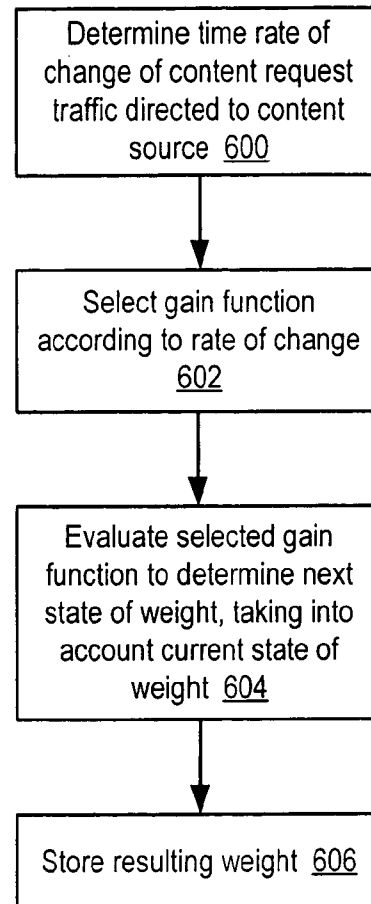 Determine time rate of
change of content request
traffic directed to content
source 600
Select gain function
according to rate of change
602
Evaluate selected gain
function to determine next
state of weight, taking into
account current state of
weight 604
Store resulting weight 606